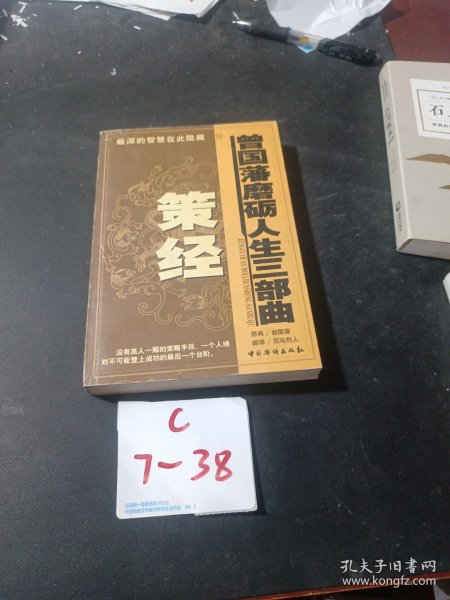 最深的智慧在此隐藏
曾国藩磨砺人生三部曲
策经
原典/曾国藩
解译/司马烈人
中国华侨出版社
没有高人一般的策略手段，一个人绝
对不可能登上成功的最后一个台阶。
C
7-38
石
孔夫子旧书网
www.kongfz.com